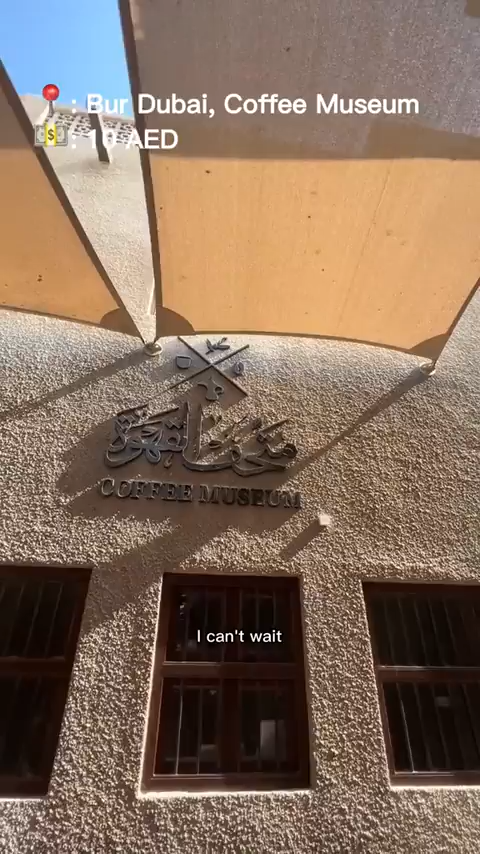 📍: Bur Dubai, Coffee Museum
💵: 10 AED
متحف القهوة
COFFEE MUSEUM
I can't wait